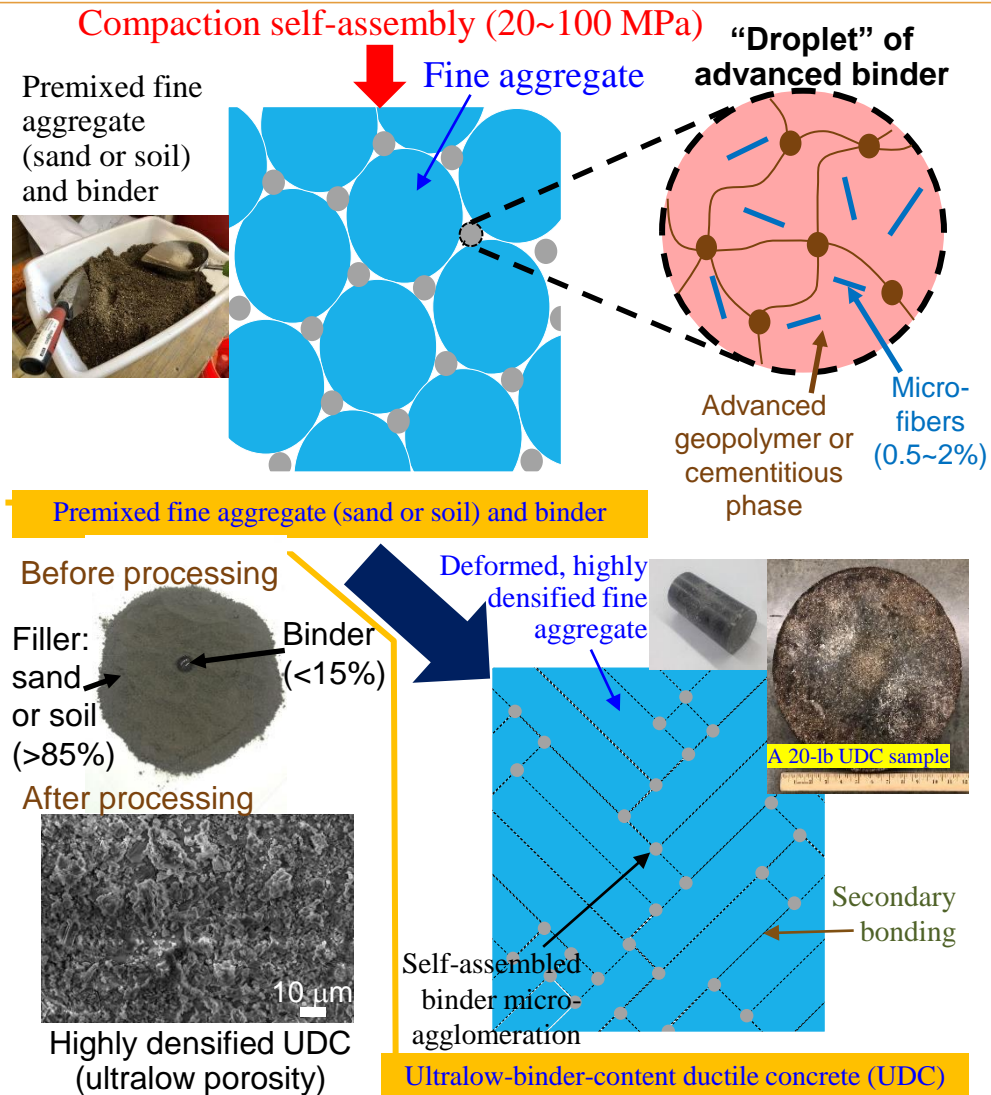 Compaction self-assembly (20~100 MPa)
“Droplet” of
advanced binder
Premixed fine
aggregate
(sand or soil)
and binder
Fine aggregate
Advanced
geopolymer or
cementitious
phase
Micro-
fibers
(0.5~2%)
Premixed fine aggregate (sand or soil) and binder
Before processing
Filler:
sand
or soil
(>85%)
Binder
(<15%)
After processing
10 μm
Highly densified UDC
(ultralow porosity)
Deformed, highly
densified fine
aggregate
A 20-lb UDC sample
Secondary
bonding
Self-assembled
binder micro-
agglomeration
Ultralow-binder-content ductile concrete (UDC)